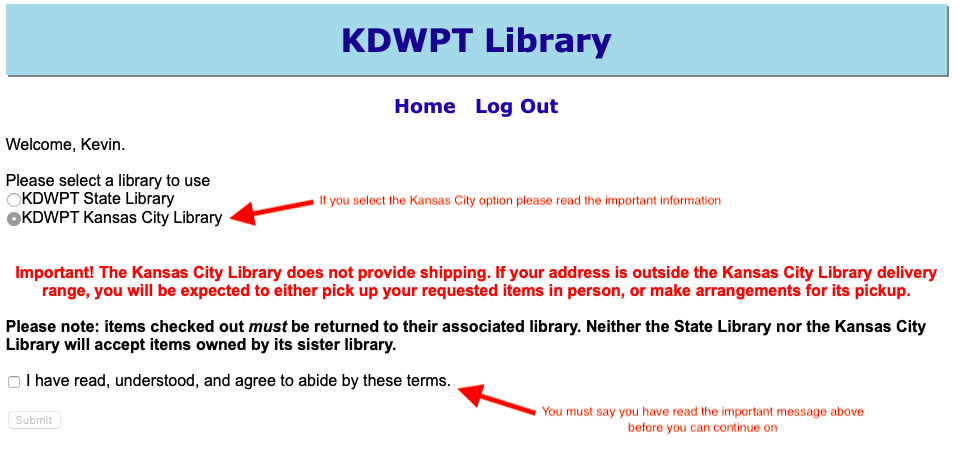 KDWPT Library
Home Log Out
Welcome, Kevin.
Please select a library to use
KDWPT State Library
KDWPT Kansas City Library
If you select the Kansas City option please read the important information
Important! The Kansas City Library does not provide shipping. If your address is outside the Kansas City Library delivery
range, you will be expected to either pick up your requested items in person, or make arrangements for its pickup.
Please note: items checked out must be returned to their associated library. Neither the State Library nor the Kansas City
Library will accept items owned by its sister library.
I have read, understood, and agree to abide by these terms.
You must say you have read the important message above
before you can continue on
Submit